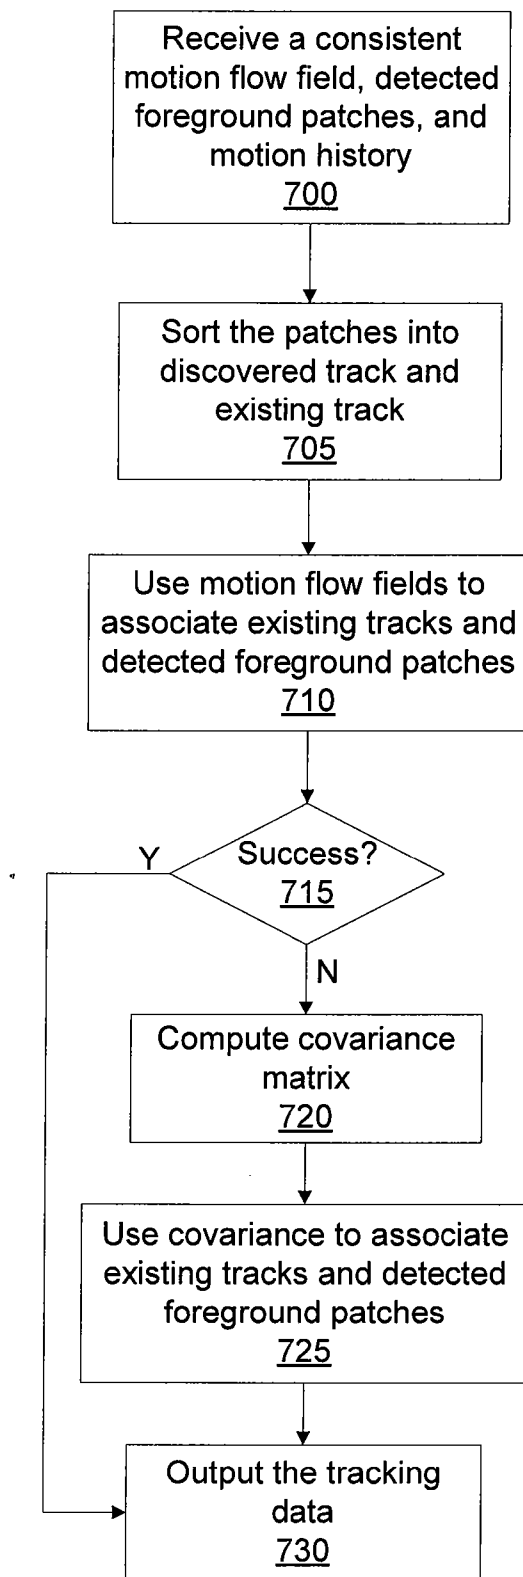 Receive a consistent
motion flow field, detected
foreground patches, and
motion history
700
Sort the patches into
discovered track and
existing track
705
Use motion flow fields to
associate existing tracks and
detected foreground patches
710
Success?
715
Y
N
Compute covariance
matrix
720
Use covariance to associate
existing tracks and detected
foreground patches
725
Output the tracking
data
730